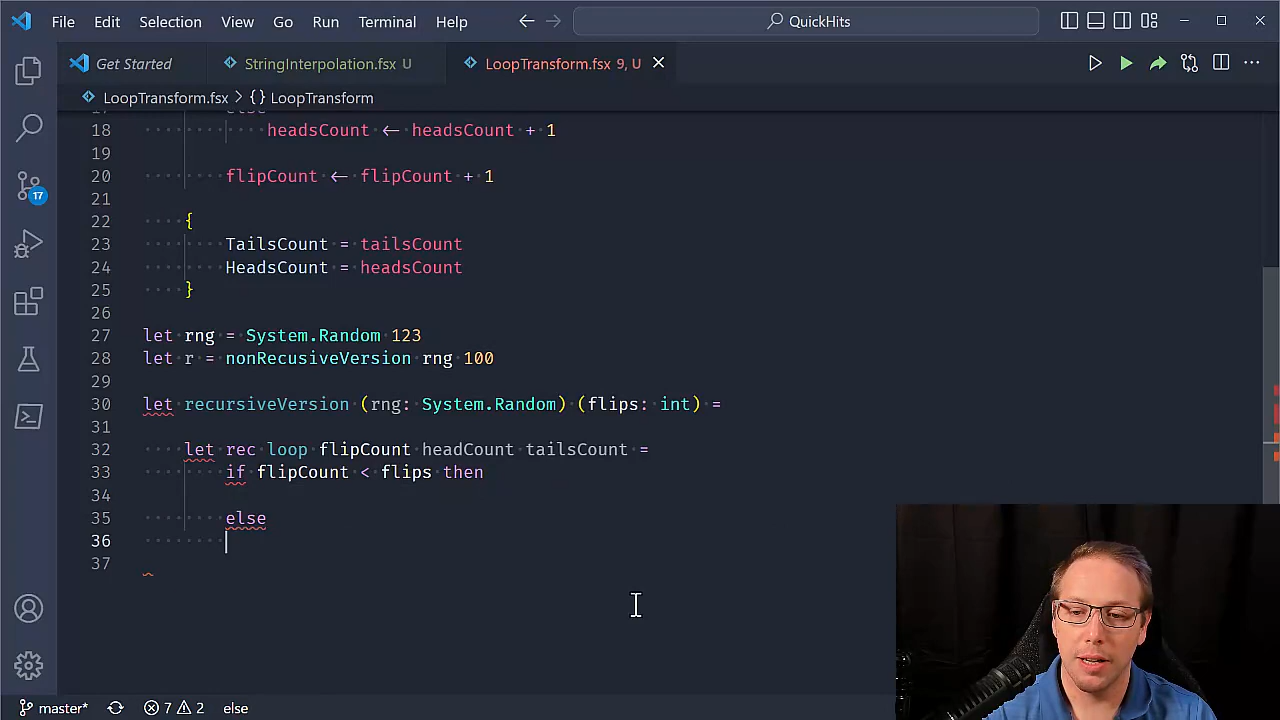 File Edit Selection View Go Run Terminal Help QuickHits
Get Started StringInterpolation.fsx U LoopTransform.fsx 9, U
LoopTransform.fsx > {} LoopTransform
17 else
18 headsCount <- headsCount + 1
19
20 flipCount <- flipCount + 1
21
22 {
23 TailsCount = tailsCount
24 HeadsCount = headsCount
25 }
26
27 let rng = System.Random 123
28 let r = nonRecusiveVersion rng 100
29
30 let recursiveVersion (rng: System.Random) (flips: int) =
31
32 let rec loop flipCount headCount tailsCount =
33 if flipCount < flips then
34
35 else
36
37
17
master* 7 2 else